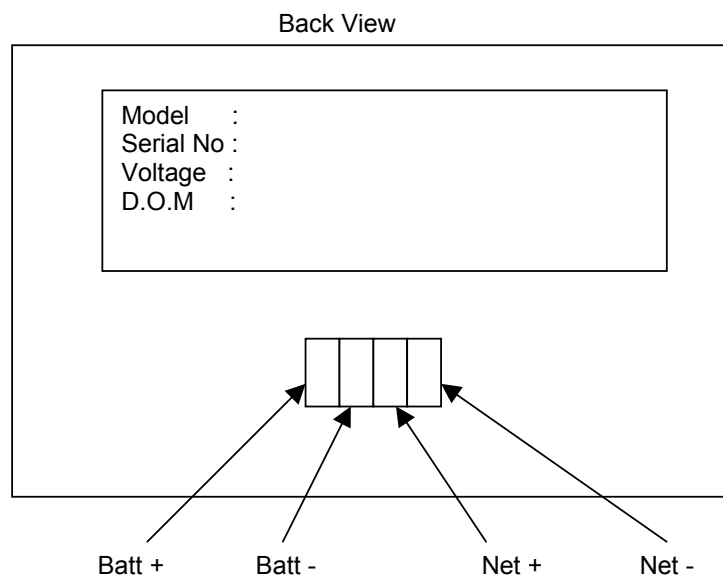 Back View
Model :
Serial No :
Voltage :
D.O.M :
Batt + Batt - Net + Net -